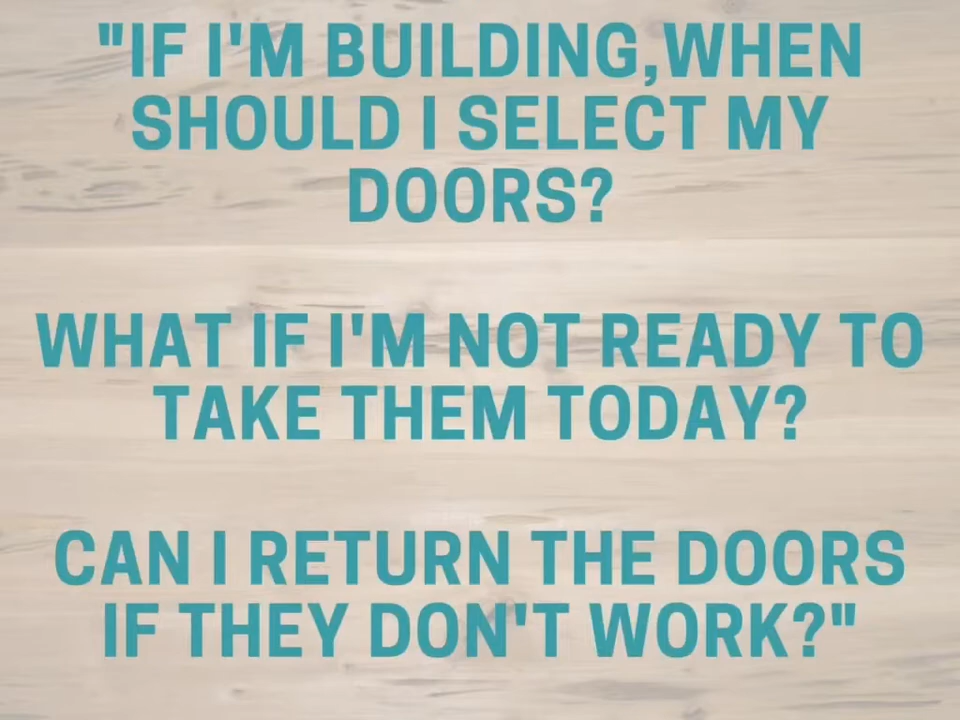 "IF I'M BUILDING,WHEN
SHOULD I SELECT MY
DOORS?
WHAT IF I'M NOT READY TO
TAKE THEM TODAY?
CAN I RETURN THE DOORS
IF THEY DON'T WORK?"